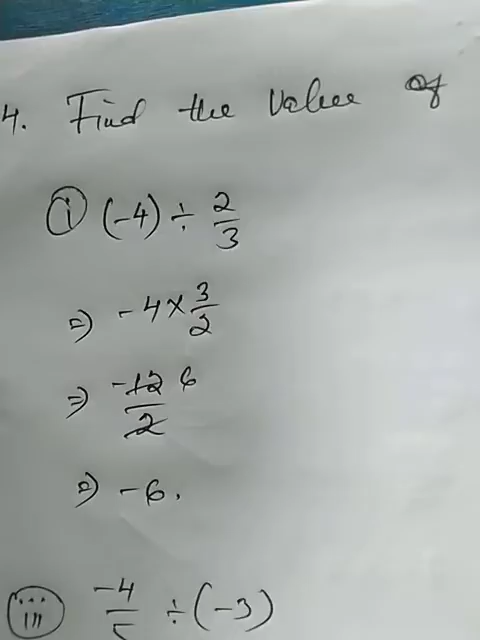 4. Find the value of
(i) (-4) ÷ 2/3
⇒ -4 × 3/2
⇒ -12 6/2
⇒ -6.
(iii) -4/5 ÷ (-3)